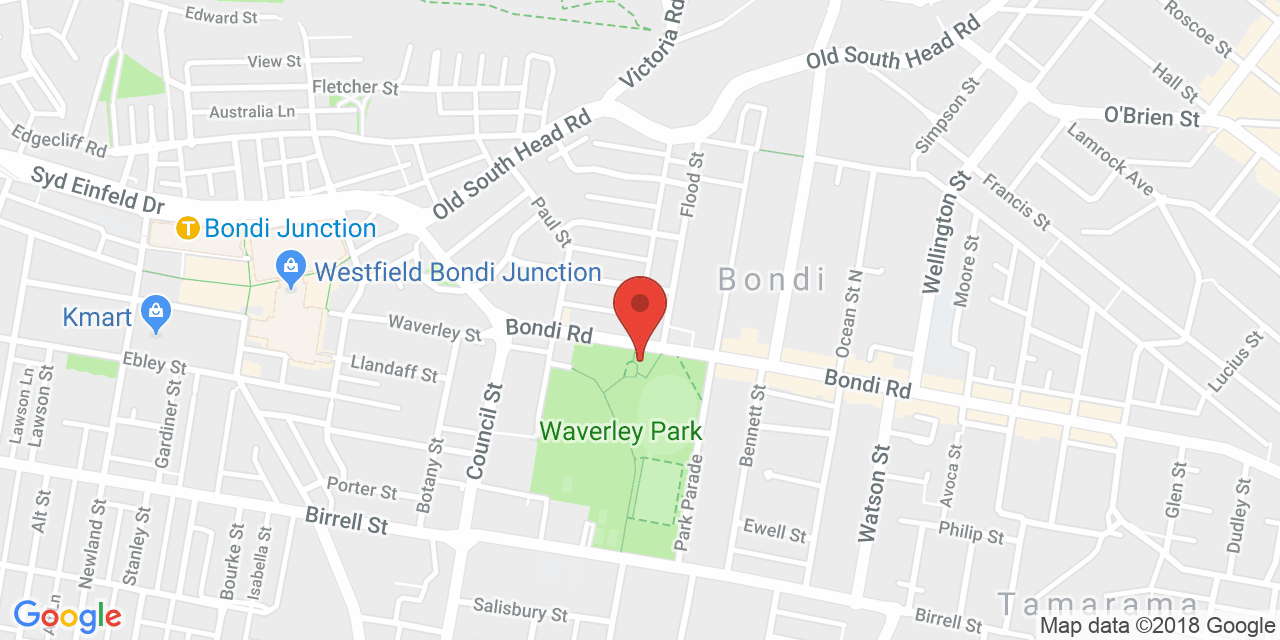 Edward St
Victoria Rd
Old South Head Rd
Roscoe St
View St
Fletcher St
Hall St
Australia Ln
Simpson St
O'Brien St
Edgecliff Rd
Old South Head Rd
Lamrock Ave
Syd Einfeld Dr
Flood St
Francis St
T
Bondi Junction
Paul St
Wellington St
Westfield Bondi Junction
Bondi
Moore St
Kmart
Waverley St
Bondi Rd
Ocean St N
Ebley St
Llandaff St
Lucius St
Lawson Ln
Lawson St
Gardiner St
Council St
Bondi Rd
Waverley Park
Bennett St
Botany St
Avoca St
Porter St
Birrell St
Park Parade
Watson St
Glen St
Alt St
Newland St
Stanley St
Bourke St
Isabella St
Ewell St
Philip St
Dudley St
Salisbury St
Tamarama
Birrell St
Google
Ln
Map data ©2018 Google